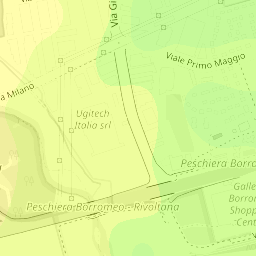 Via Gi
Viale Primo Maggio
a Milano
Ugitech
Italia srl
Peschiera Borro
Galle
Borro
Shopp
Cent
Peschiera Borromeo - Rivoltana